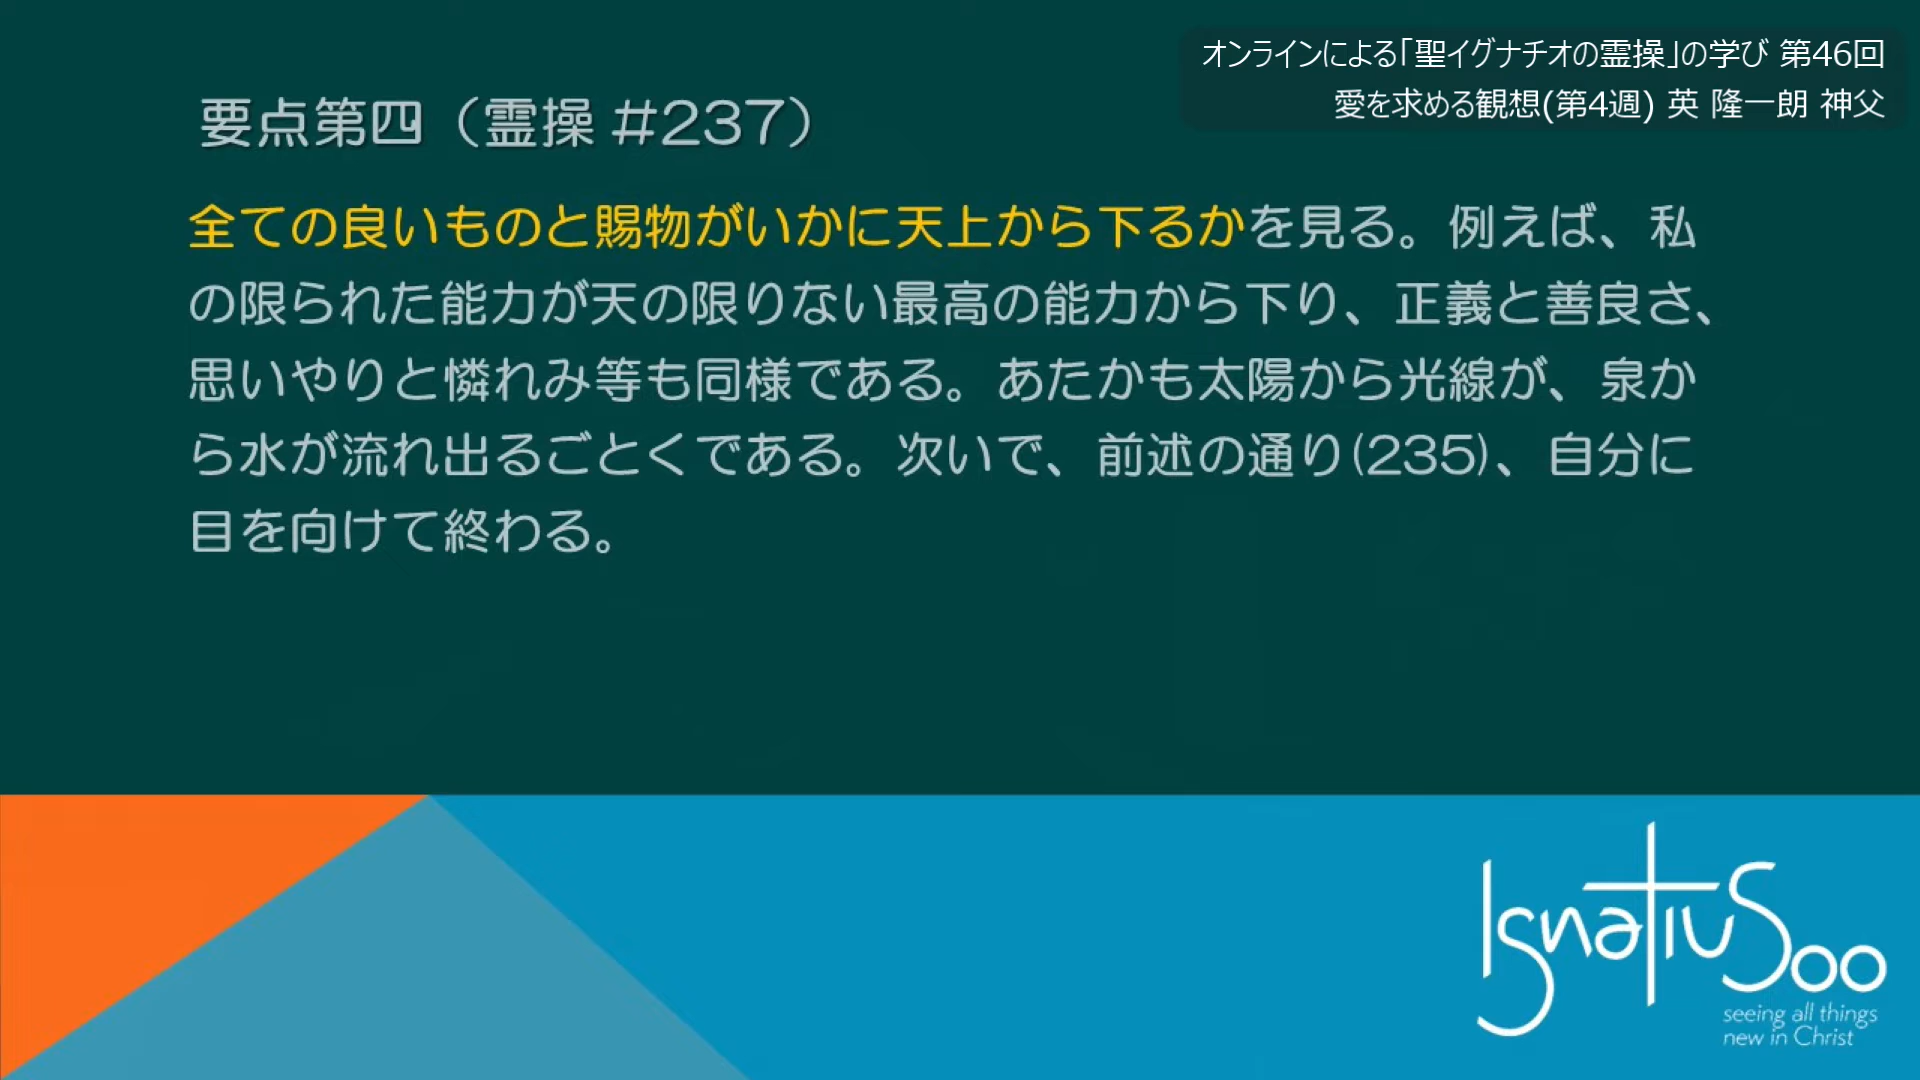 オンラインによる「聖イグナチオの霊操」の学び 第46回
愛を求める観想(第4週) 英 隆一朗 神父
要点第四（霊操 #237）
全ての良いものと賜物がいかに天上から下るかを見る。例えば、私
の限られた能力が天の限りない最高の能力から下り、正義と善良さ、
思いやりと憐れみ等も同様である。あたかも太陽から光線が、泉か
ら水が流れ出るごとくである。次いで、前述の通り(235)、自分に
目を向けて終わる。
IgnatiuSoo
seeing all things
new in Christ